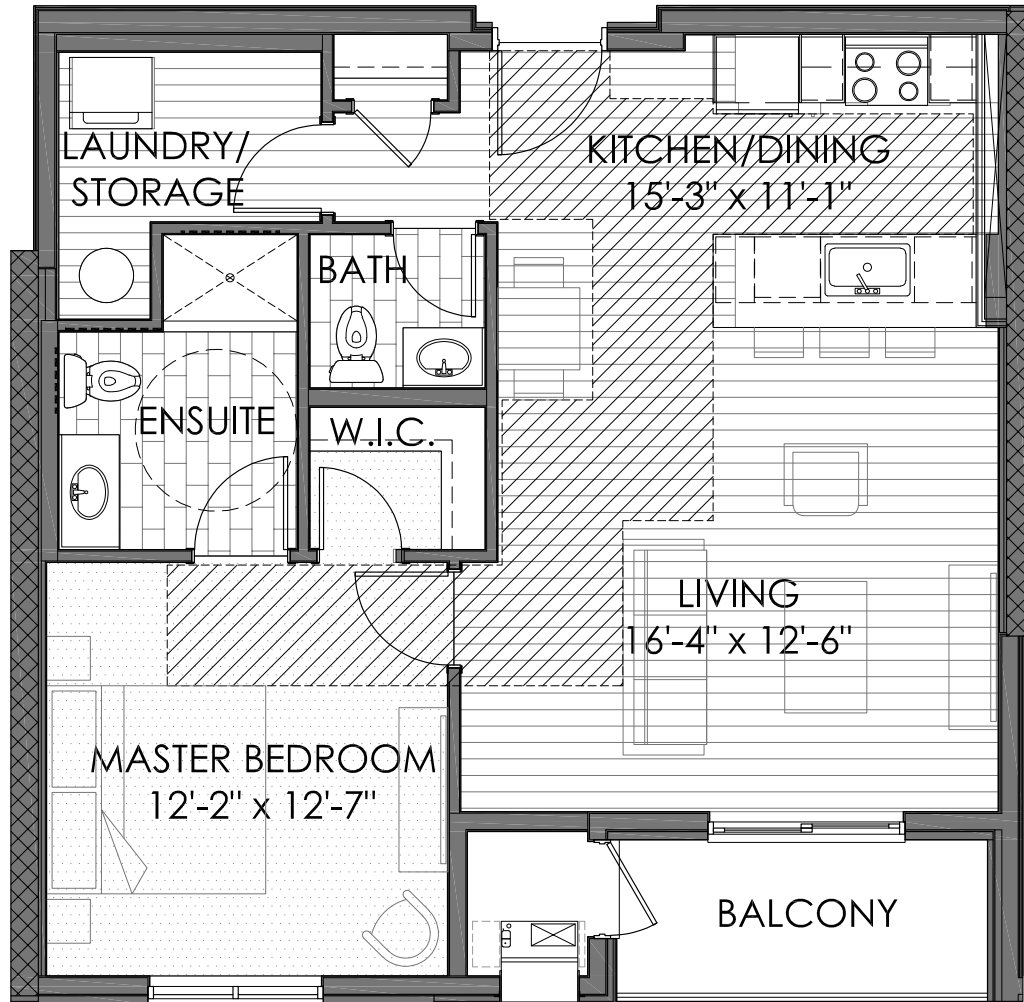 LAUNDRY/
STORAGE
KITCHEN/DINING
15'-3" x 11'-1"
BATH
ENSUITE
W.I.C.
LIVING
16'-4" x 12'-6"
MASTER BEDROOM
12'-2" x 12'-7"
BALCONY